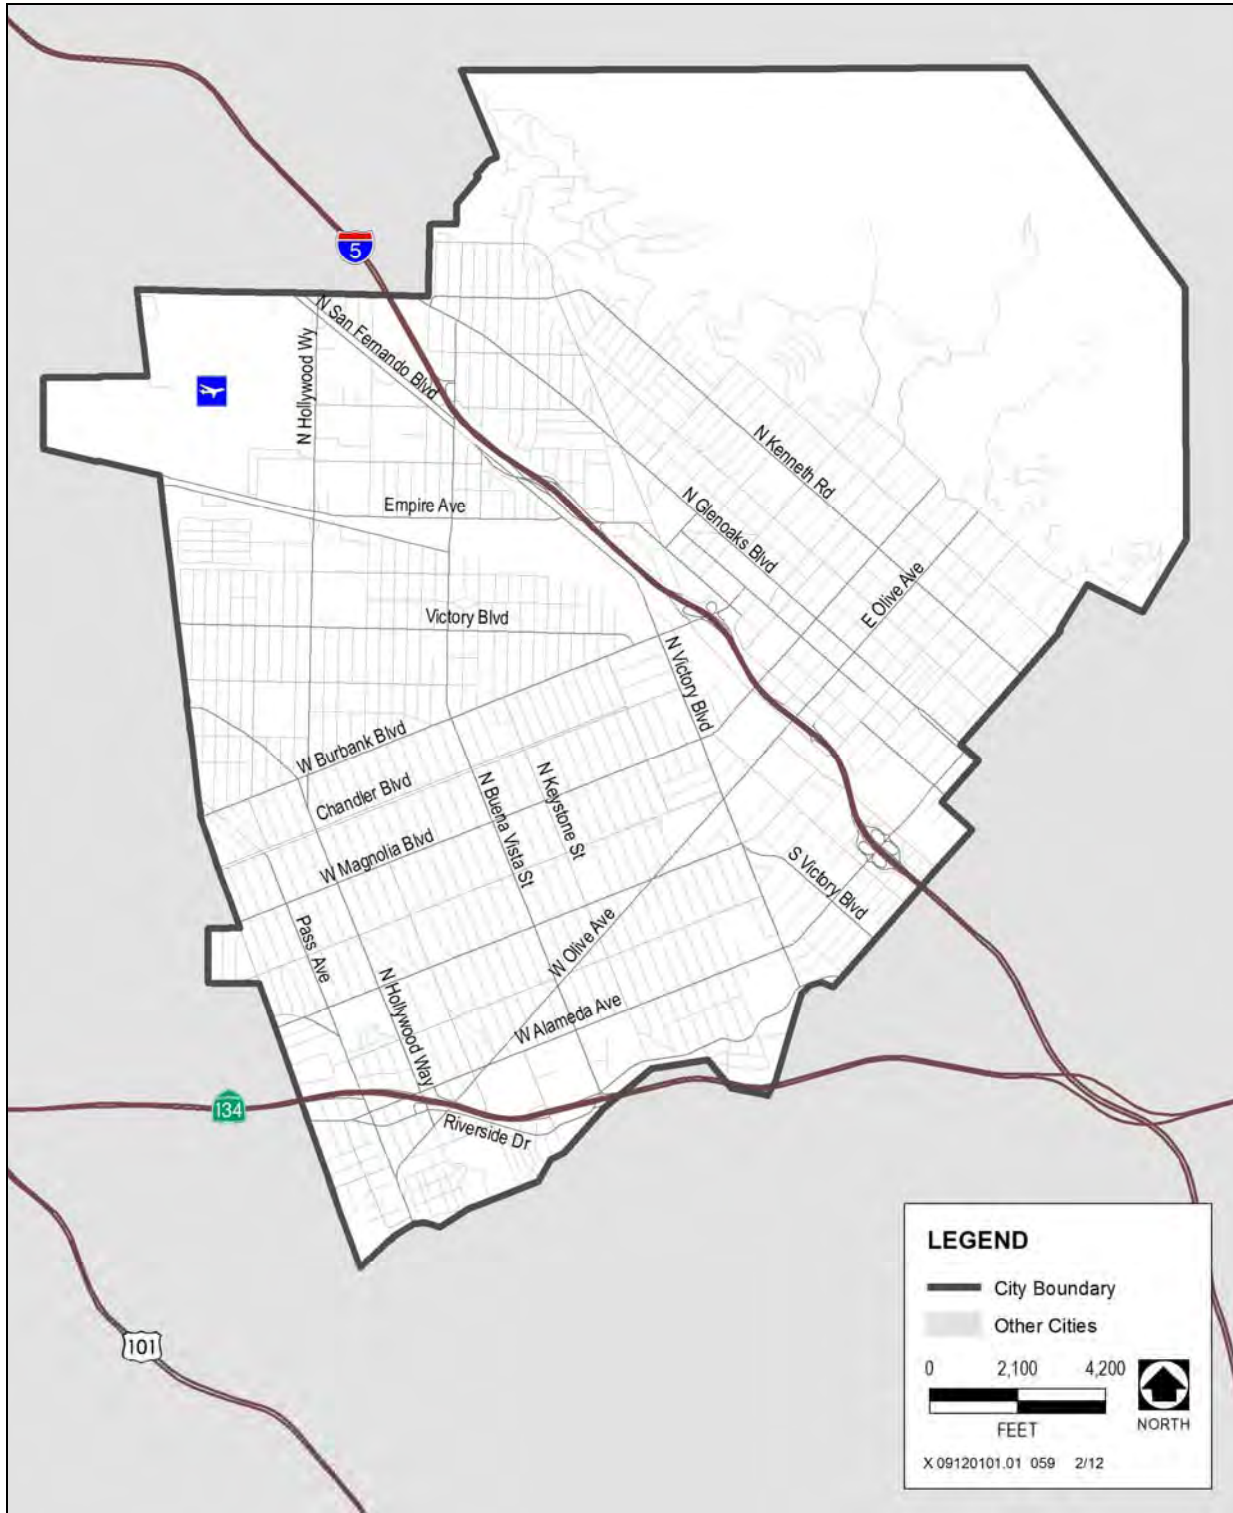 5
N San Fernando Blvd
N Hollywood Wy
N Kenneth Rd
Empire Ave
N Glenoaks Blvd
E Olive Ave
Victory Blvd
N Victory Blvd
W Burbank Blvd
Chandler Blvd
N Keystone St
N Buena Vista St
W Magnolia Blvd
S Victory Blvd
Pass Ave
W Olive Ave
N Hollywood Way
W Alameda Ave
134
Riverside Dr
101
LEGEND
City Boundary
Other Cities
0 2,100 4,200
FEET
NORTH
X 09120101.01 059 2/12